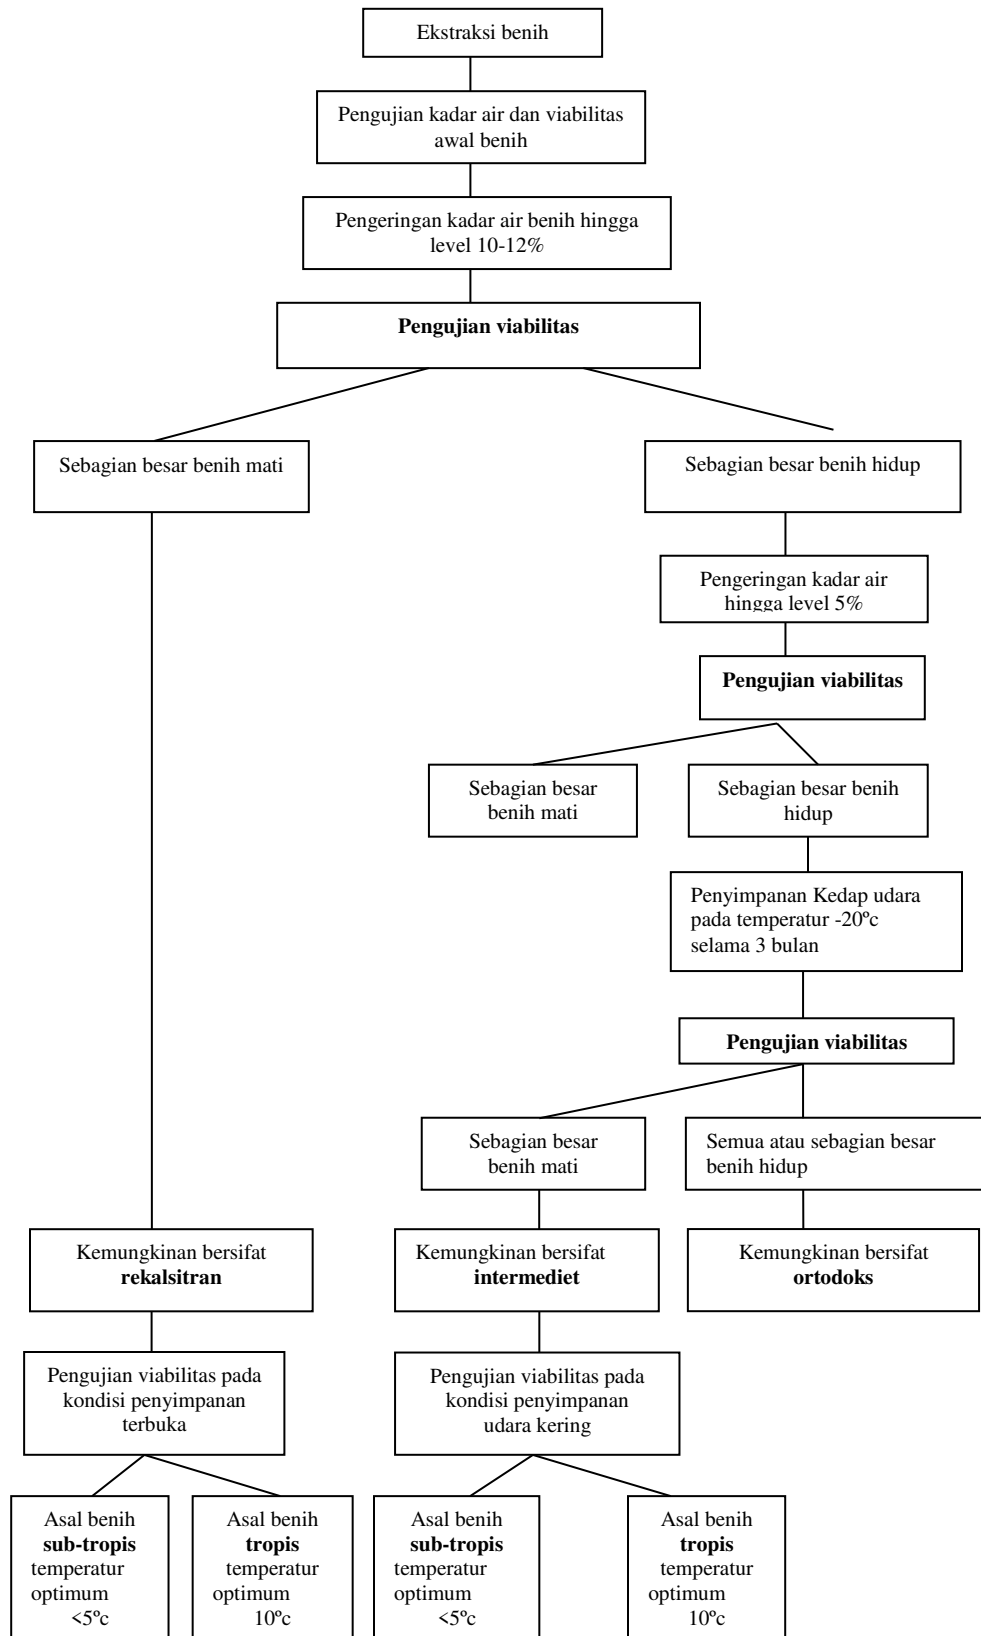 Ekstraksi benih
Pengujian kadar air dan viabilitas
awal benih
Pengeringan kadar air benih hingga
level 10-12%
Pengujian viabilitas
Sebagian besar benih mati
Sebagian besar benih hidup
Pengeringan kadar air
hingga level 5%
Pengujian viabilitas
Sebagian besar
benih mati
Sebagian besar benih
hidup
Penyimpanan Kedap udara
pada temperatur -20ºc
selama 3 bulan
Pengujian viabilitas
Sebagian besar
benih mati
Semua atau sebagian besar
benih hidup
Kemungkinan bersifat
rekalsitran
Kemungkinan bersifat
intermediet
Kemungkinan bersifat
ortodoks
Pengujian viabilitas pada
kondisi penyimpanan
terbuka
Pengujian viabilitas pada
kondisi penyimpanan
udara kering
Asal benih
sub-tropis
temperatur
optimum
<5ºc
Asal benih
tropis
temperatur
optimum
10ºc
Asal benih
sub-tropis
temperatur
optimum
<5ºc
Asal benih
tropis
temperatur
optimum
10ºc